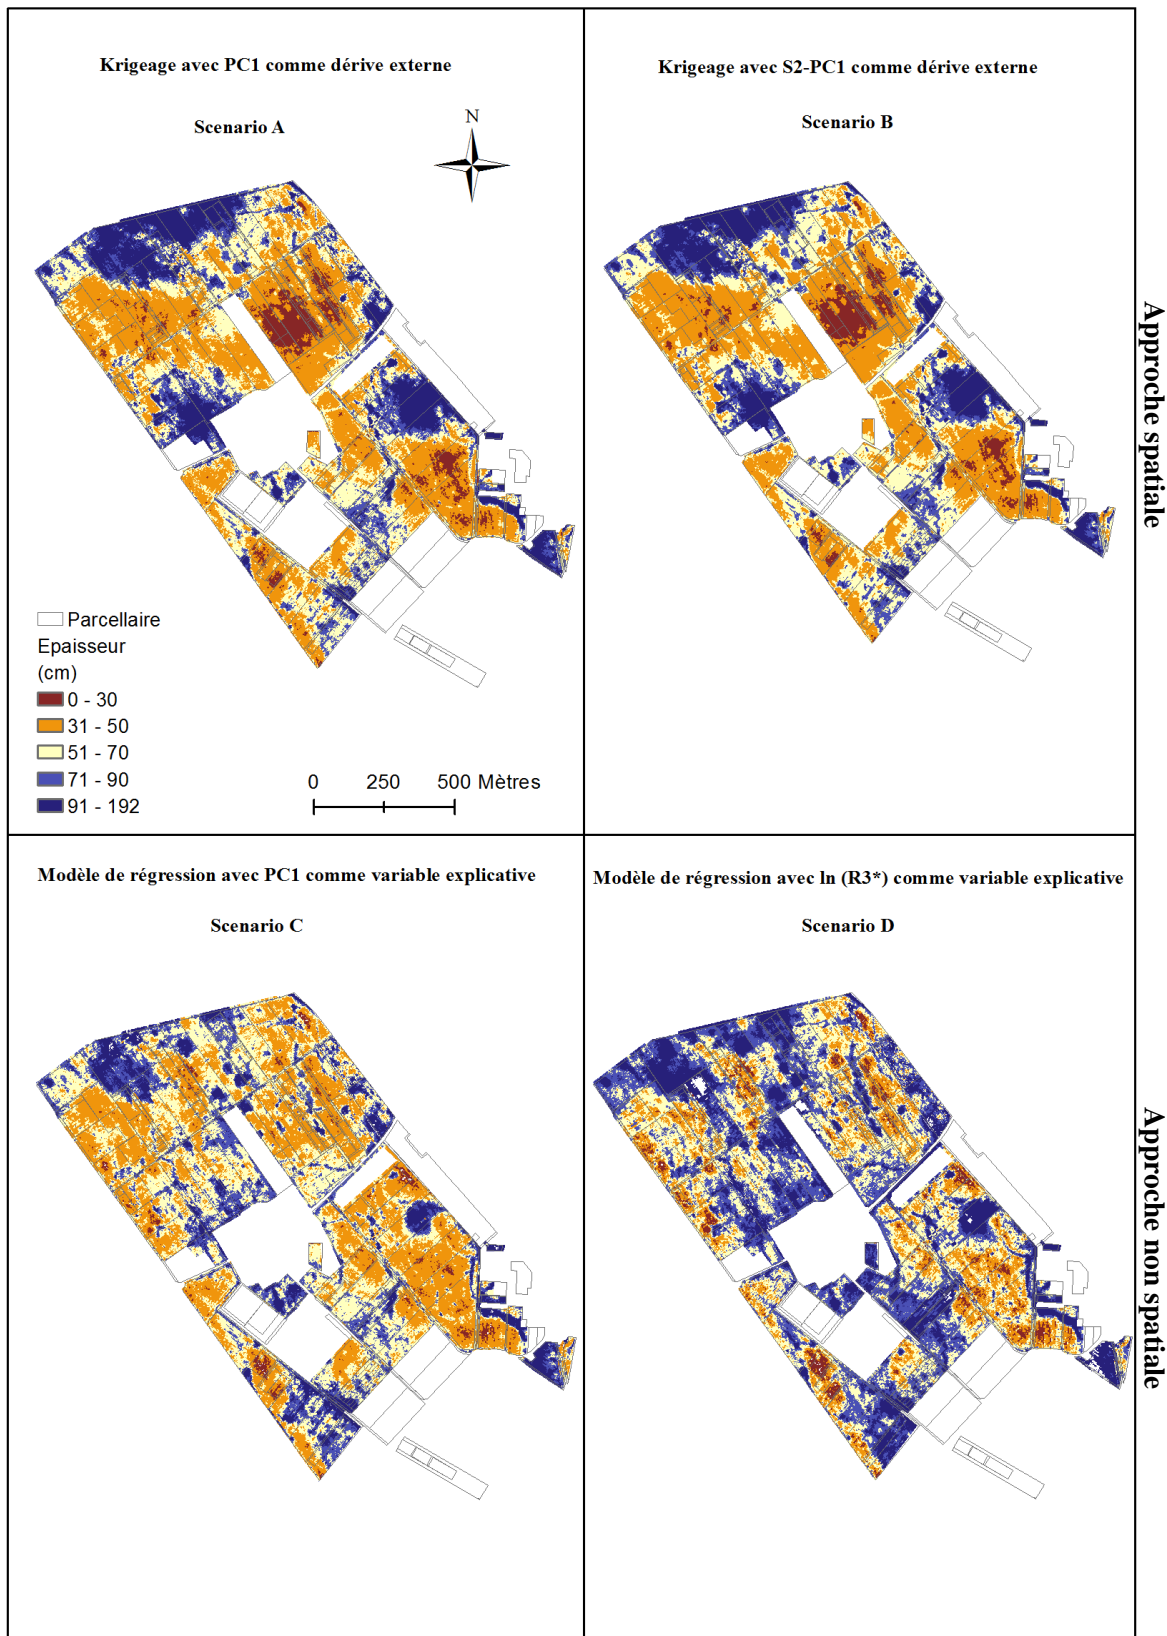 Krigeage avec PC1 comme dérive externe
Scenario A
N
Parcellaire
Epaisseur
(cm)
0 - 30
31 - 50
51 - 70
71 - 90
91 - 192
0 250 500 Mètres
Krigeage avec S2-PC1 comme dérive externe
Scenario B
Approche spatiale
Modèle de régression avec PC1 comme variable explicative
Scenario C
Modèle de régression avec ln (R3*) comme variable explicative
Scenario D
Approche non spatiale